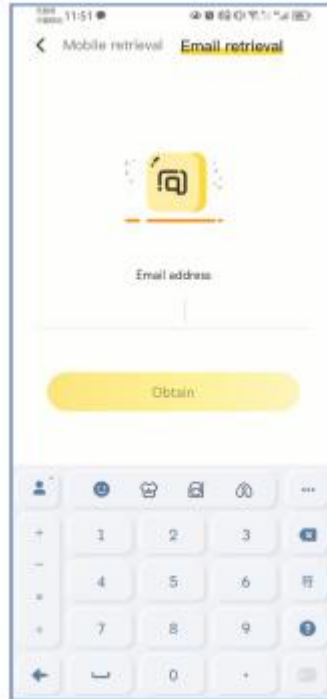 11:51
Mobile retrieval Email retrieval
Email address
Obtain
1 2 3
4 5 6 符
7 8 9
0